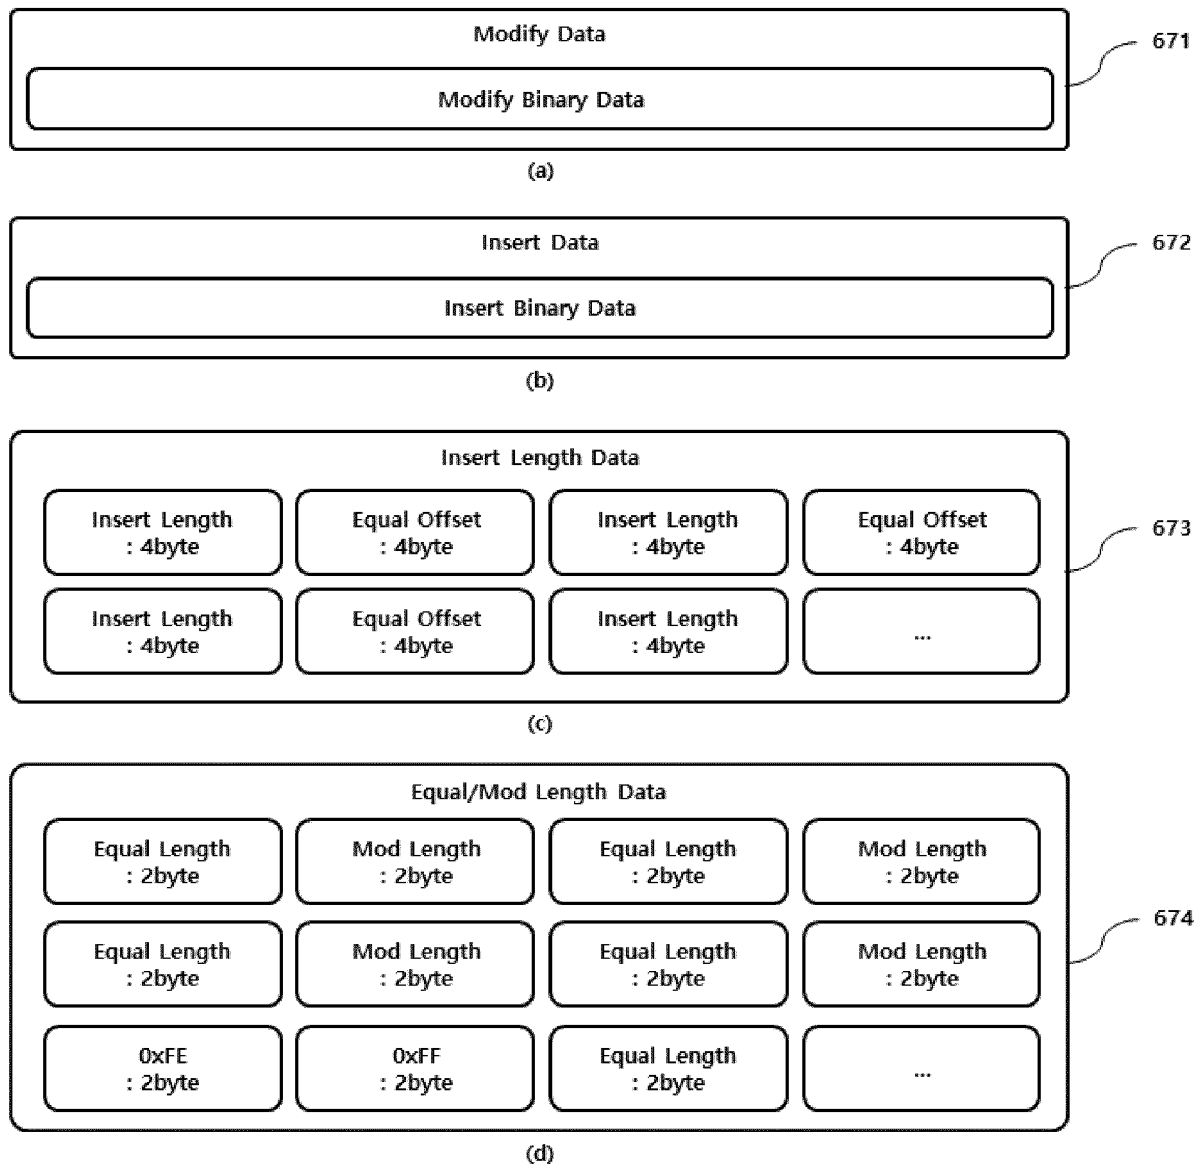 Modify Data
671
Modify Binary Data
(a)
Insert Data
672
Insert Binary Data
(b)
Insert Length Data
Insert Length
: 4byte
Equal Offset
: 4byte
Insert Length
: 4byte
Equal Offset
: 4byte
673
Insert Length
: 4byte
Equal Offset
: 4byte
Insert Length
: 4byte
...
(c)
Equal/Mod Length Data
Equal Length
: 2byte
Mod Length
: 2byte
Equal Length
: 2byte
Mod Length
: 2byte
674
Equal Length
: 2byte
Mod Length
: 2byte
Equal Length
: 2byte
Mod Length
: 2byte
0xFE
: 2byte
0xFF
: 2byte
Equal Length
: 2byte
...
(d)